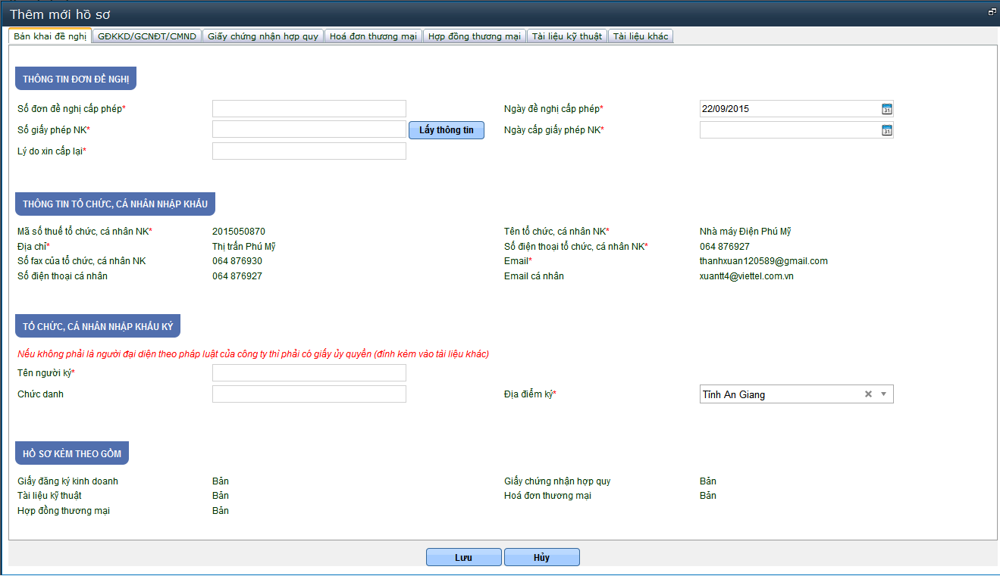 Thêm mới hồ sơ
Bản khai đề nghị GĐKKD/GCNĐT/CMND Giấy chứng nhận hợp quy Hoá đơn thương mại Hợp đồng thương mại Tài liệu kỹ thuật Tài liệu khác
THÔNG TIN ĐƠN ĐỀ NGHỊ
Số đơn đề nghị cấp phép* Ngày đề nghị cấp phép* 22/09/2015 31
Số giấy phép NK* Lấy thông tin Ngày cấp giấy phép NK* 31
Lý do xin cấp lại*
THÔNG TIN TỔ CHỨC, CÁ NHÂN NHẬP KHẨU
Mã số thuế tổ chức, cá nhân NK* 2015050870 Tên tổ chức, cá nhân NK* Nhà máy Điện Phú Mỹ
Địa chỉ* Thị trấn Phú Mỹ Số điện thoại tổ chức, cá nhân NK* 064 876927
Số fax của tổ chức, cá nhân NK 064 876930 Email* thanhxuan120589@gmail.com
Số điện thoại cá nhân 064 876927 Email cá nhân xuantt4@viettel.com.vn
TỔ CHỨC, CÁ NHÂN NHẬP KHẨU KÝ
Nếu không phải là người đại diện theo pháp luật của công ty thì phải có giấy ủy quyền (đính kèm vào tài liệu khác)
Tên người ký*
Chức danh Địa điểm ký* Tỉnh An Giang
HỒ SƠ KÈM THEO GỒM
Giấy đăng ký kinh doanh Bản Giấy chứng nhận hợp quy Bản
Tài liệu kỹ thuật Bản Hoá đơn thương mại Bản
Hợp đồng thương mại Bản
Lưu Hủy